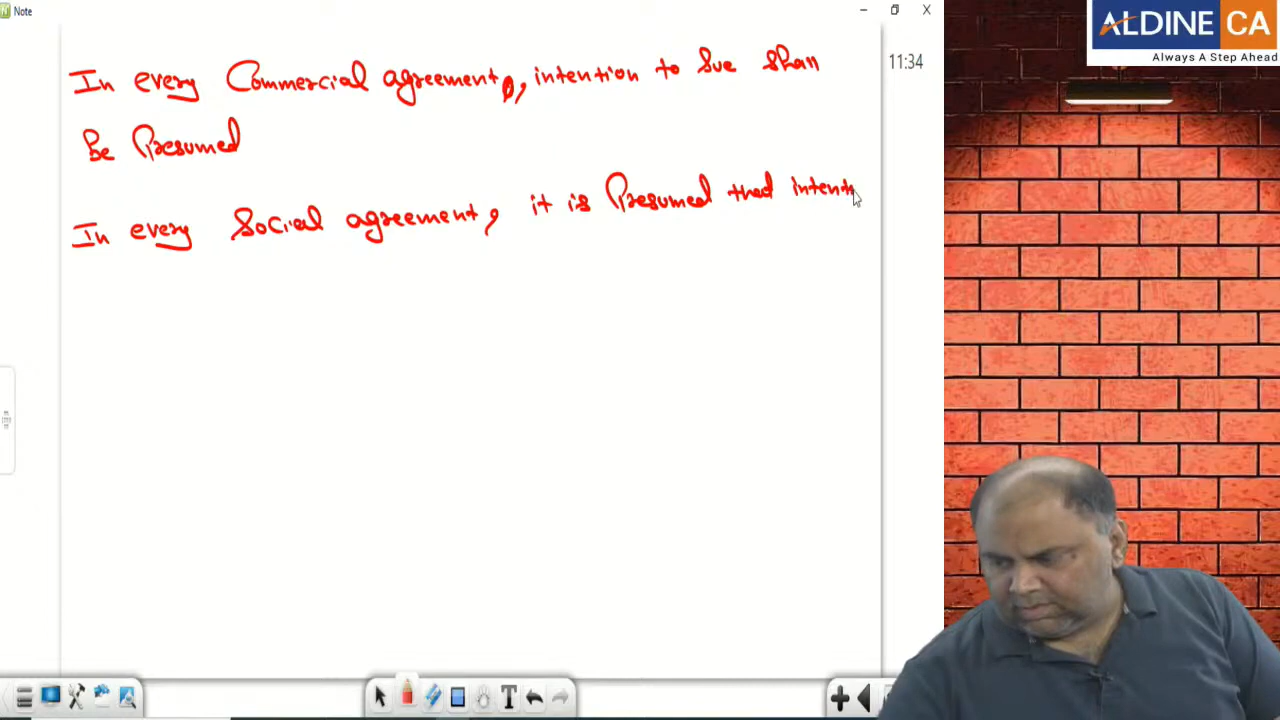 Note
ALDINE CA
Always A Step Ahead
11:34
In every Commercial agreement, intention to Sue shall
be Presumed
In every Social agreement, it is Presumed that intent
T